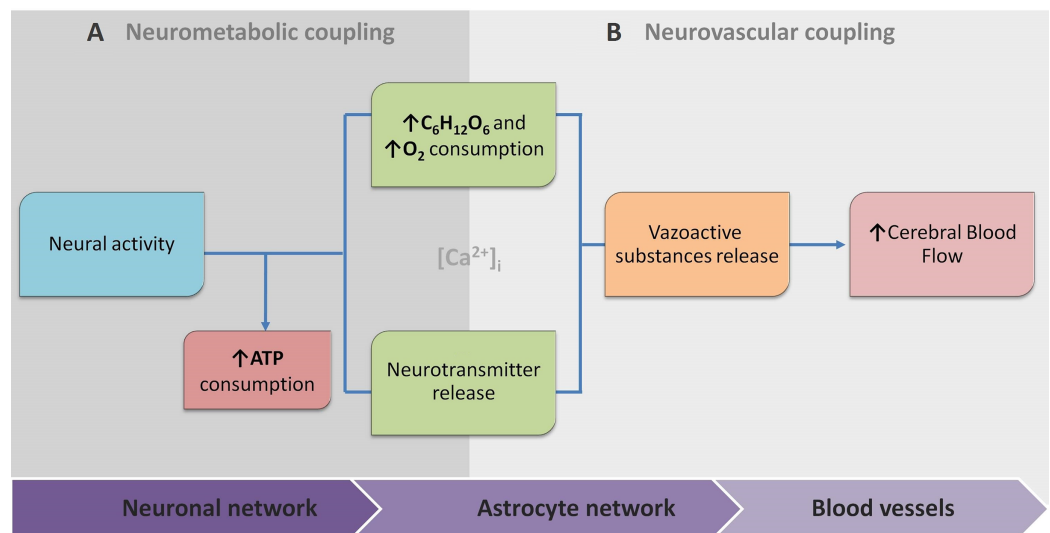 A Neurometabolic coupling
B Neurovascular coupling
↑C₆H₁₂O₆ and
↑O₂ consumption
Neural activity
[Ca²⁺]ᵢ
Vazoactive
substances release
↑Cerebral Blood
Flow
↑ATP
consumption
Neurotransmitter
release
Neuronal network
Astrocyte network
Blood vessels